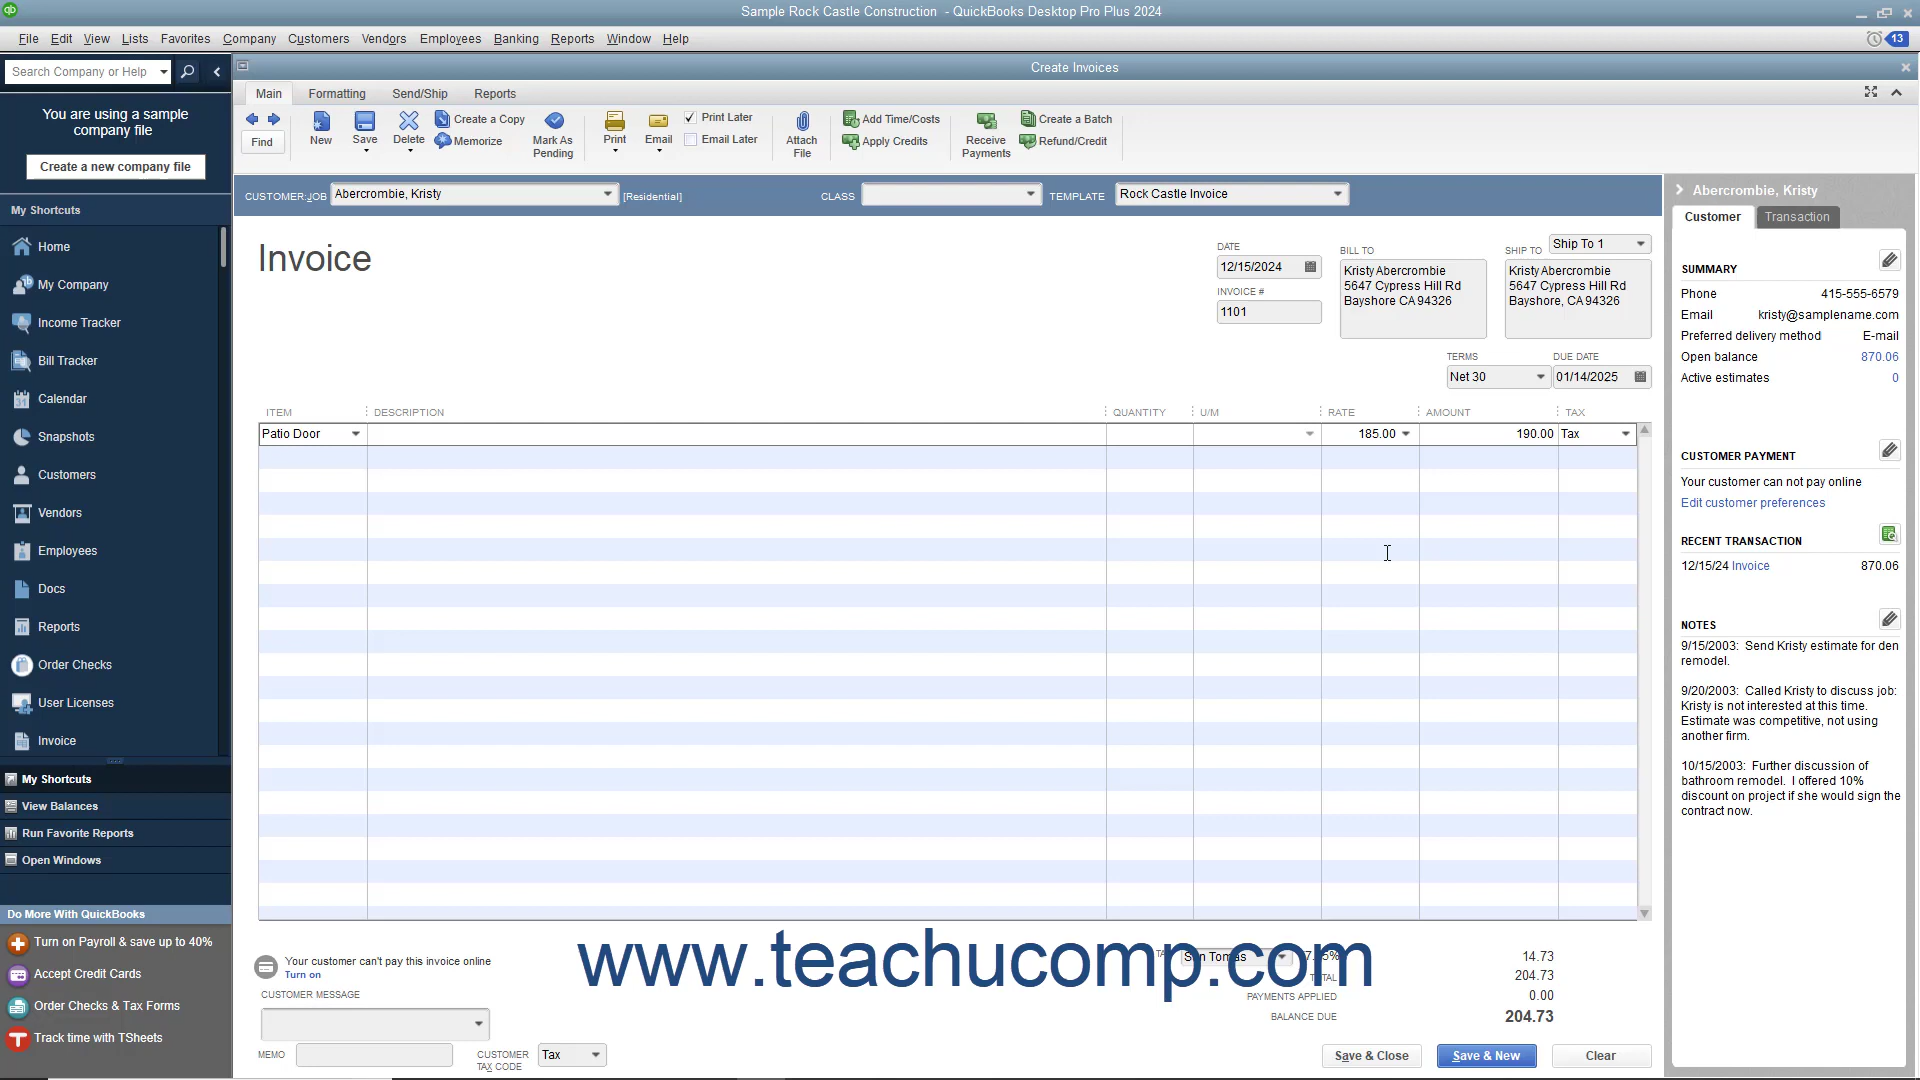 Sample Rock Castle Construction - QuickBooks Desktop Pro Plus 2024
File Edit View Lists Favorites Company Customers Vendors Employees Banking Reports Window Help
13
Search Company or Help
Create Invoices
You are using a sample
company file
Create a new company file
My Shortcuts
Home
My Company
Income Tracker
Bill Tracker
Calendar
Snapshots
Customers
Vendors
Employees
Docs
Reports
Order Checks
User Licenses
Invoice
My Shortcuts
View Balances
Run Favorite Reports
Open Windows
Do More With QuickBooks
Turn on Payroll & save up to 40%
Accept Credit Cards
Order Checks & Tax Forms
Track time with TSheets
Main Formatting Send/Ship Reports
Find
New
Save
Delete
Create a Copy
Memorize
Mark As
Pending
Print
Email
Print Later
Email Later
Attach
File
Add Time/Costs
Apply Credits
Receive
Payments
Create a Batch
Refund/Credit
CUSTOMER:JOB Abercrombie, Kristy [Residential] CLASS TEMPLATE Rock Castle Invoice
Invoice
DATE
12/15/2024
INVOICE #
1101
BILL TO
Kristy Abercrombie
5647 Cypress Hill Rd
Bayshore CA 94326
SHIP TO Ship To 1
Kristy Abercrombie
5647 Cypress Hill Rd
Bayshore, CA 94326
TERMS
Net 30
DUE DATE
01/14/2025
ITEM DESCRIPTION QUANTITY U/M RATE AMOUNT TAX
Patio Door 185.00 190.00 Tax
Your customer can't pay this invoice online
Turn on
CUSTOMER MESSAGE
MEMO
CUSTOMER
TAX CODE
Tax
www.teachucomp.com
14.73
TOTAL 204.73
PAYMENTS APPLIED 0.00
BALANCE DUE 204.73
Save & Close Save & New Clear
Abercrombie, Kristy
Customer Transaction
SUMMARY
Phone 415-555-6579
Email kristy@samplename.com
Preferred delivery method E-mail
Open balance 870.06
Active estimates 0
CUSTOMER PAYMENT
Your customer can not pay online
Edit customer preferences
RECENT TRANSACTION
12/15/24 Invoice 870.06
NOTES
9/15/2003: Send Kristy estimate for den
remodel.
9/20/2003: Called Kristy to discuss job:
Kristy is not interested at this time.
Estimate was competitive, not using
another firm.
10/15/2003: Further discussion of
bathroom remodel. I offered 10%
discount on project if she would sign the
contract now.